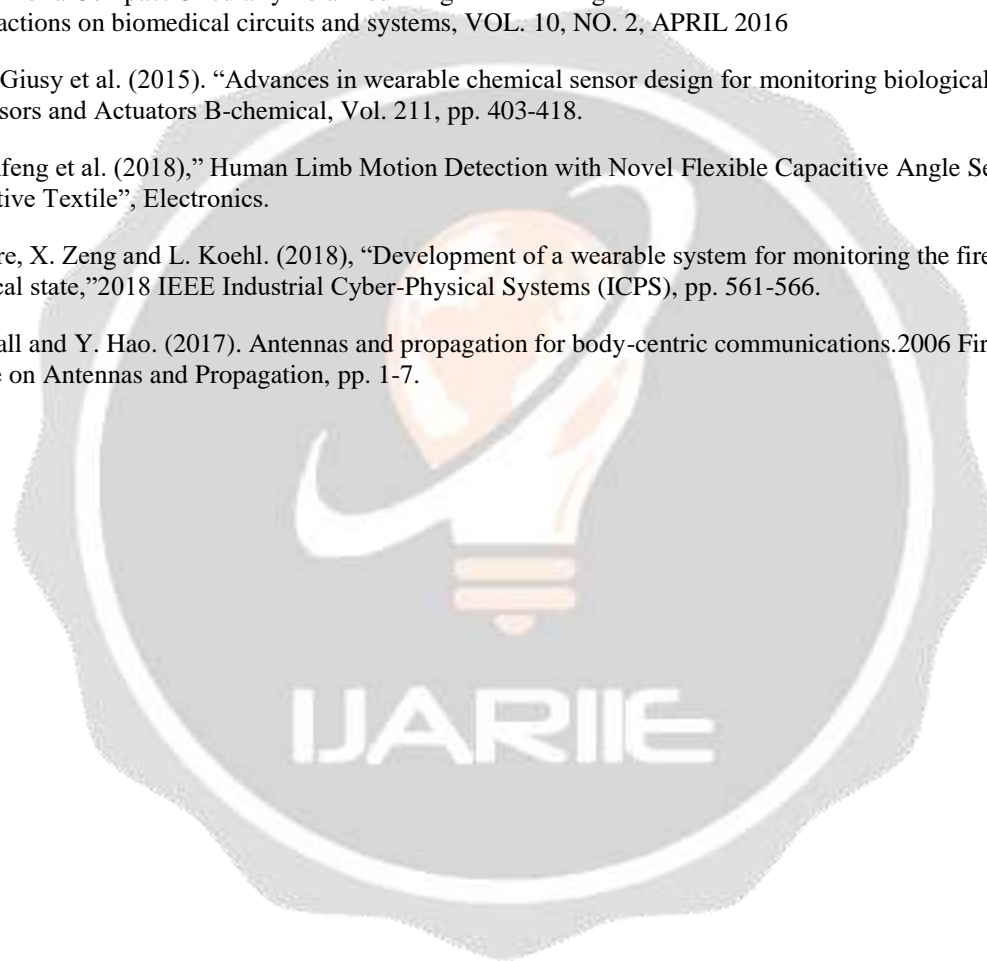 actions on biomedical circuits and systems, VOL. 10, NO. 2, APRIL 2016
Giusy et al. (2015). “Advances in wearable chemical sensor design for monitoring biological
sors and Actuators B-chemical, Vol. 211, pp. 403-418.
feng et al. (2018),” Human Limb Motion Detection with Novel Flexible Capacitive Angle Se
tive Textile”, Electronics.
re, X. Zeng and L. Koehl. (2018), “Development of a wearable system for monitoring the fire
cal state,”2018 IEEE Industrial Cyber-Physical Systems (ICPS), pp. 561-566.
all and Y. Hao. (2017). Antennas and propagation for body-centric communications.2006 Fir
e on Antennas and Propagation, pp. 1-7.
IJARIIE